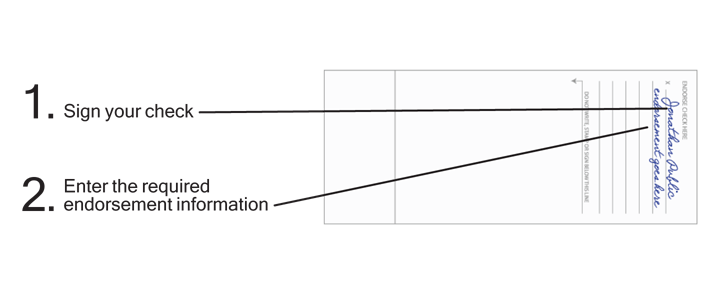 1. Sign your check
2. Enter the required
endorsement information
ENDORSE CHECK HERE
X
Jonathan Public
endorsement goes here
DO NOT WRITE, STAMP OR SIGN BELOW THIS LINE